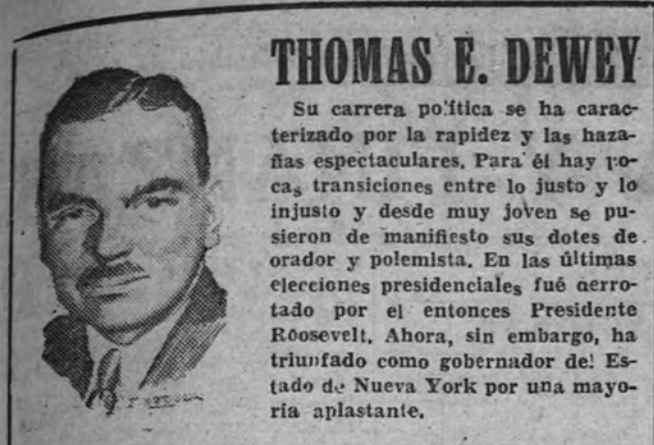 THOMAS E. DEWEY
Su carrera política se ha carac-
terizado por la rapidez y las haza-
ñas espectaculares. Para él hay po-
cas transiciones entre lo justo y lo
injusto y desde muy joven se pu-
sieron de manifiesto sus dotes de
orador y polemista. En las últimas
elecciones presidenciales fué derro-
tado por el entonces Presidente
Roosevelt. Ahora, sin embargo, ha
triunfado como gobernador del Es-
tado de Nueva York por una mayo-
ria aplastante.